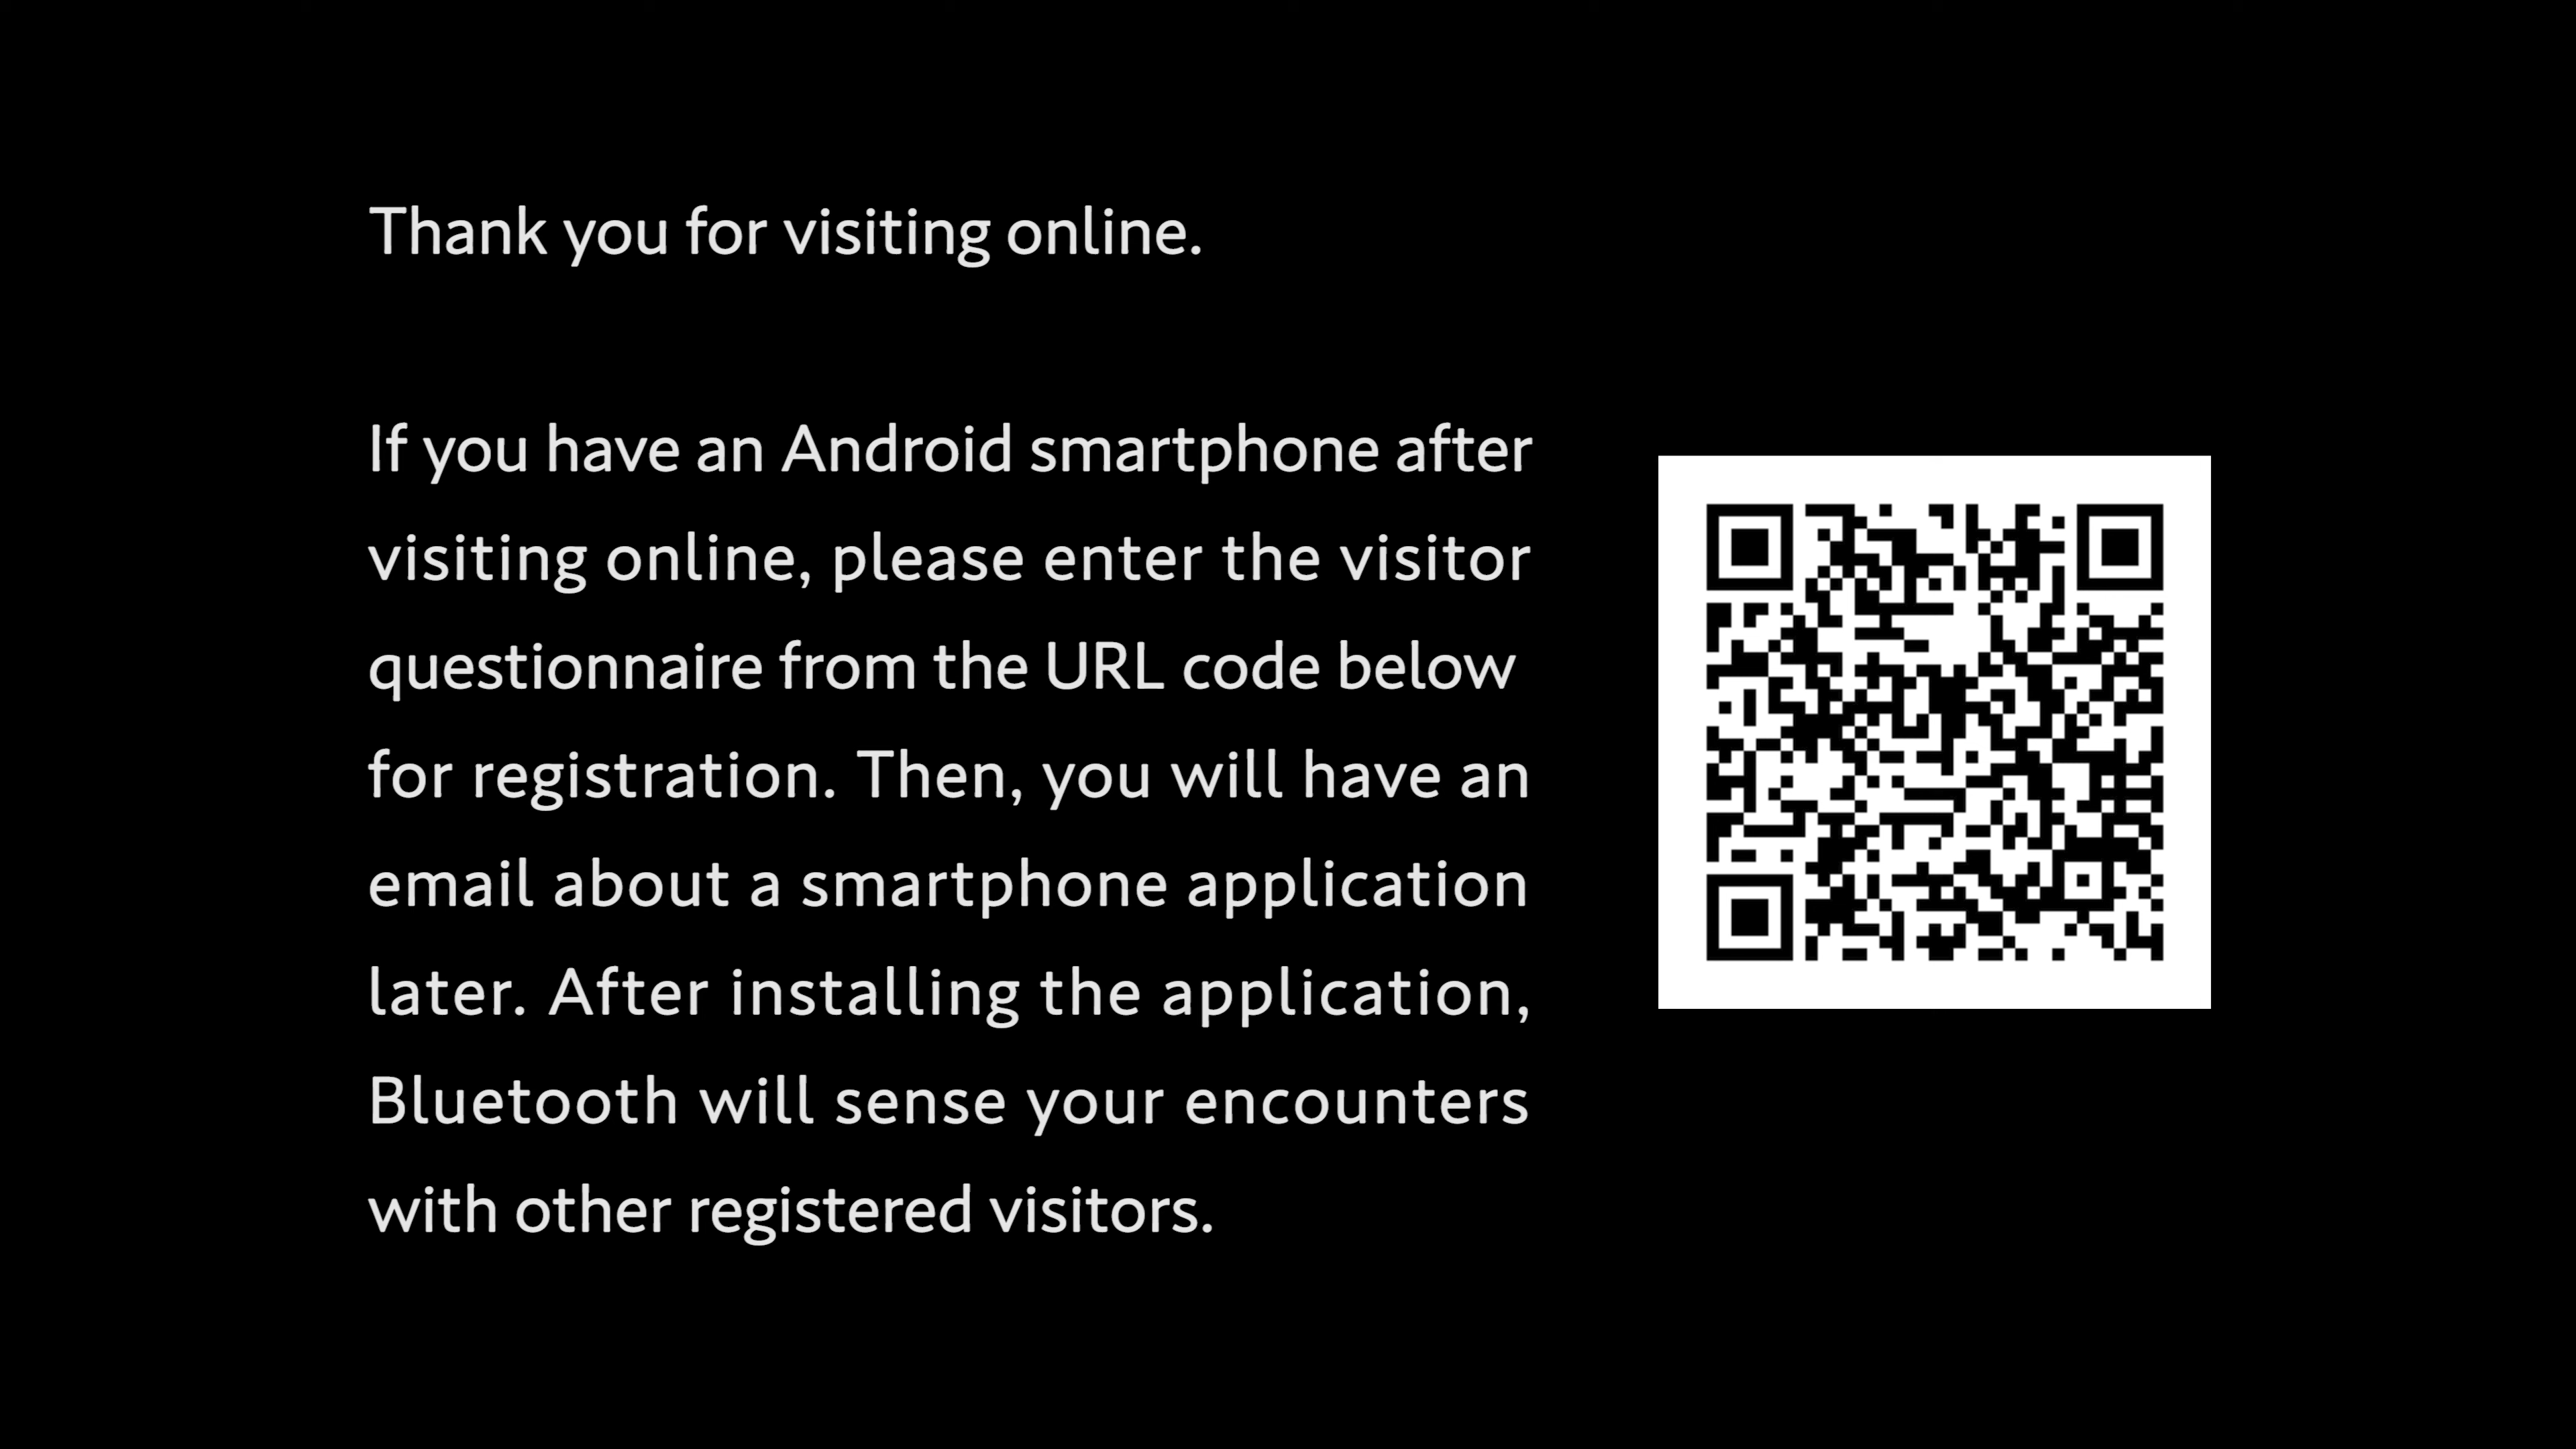 Thank you for visiting online.
If you have an Android smartphone after
visiting online, please enter the visitor
questionnaire from the URL code below
for registration. Then, you will have an
email about a smartphone application
later. After installing the application,
Bluetooth will sense your encounters
with other registered visitors.